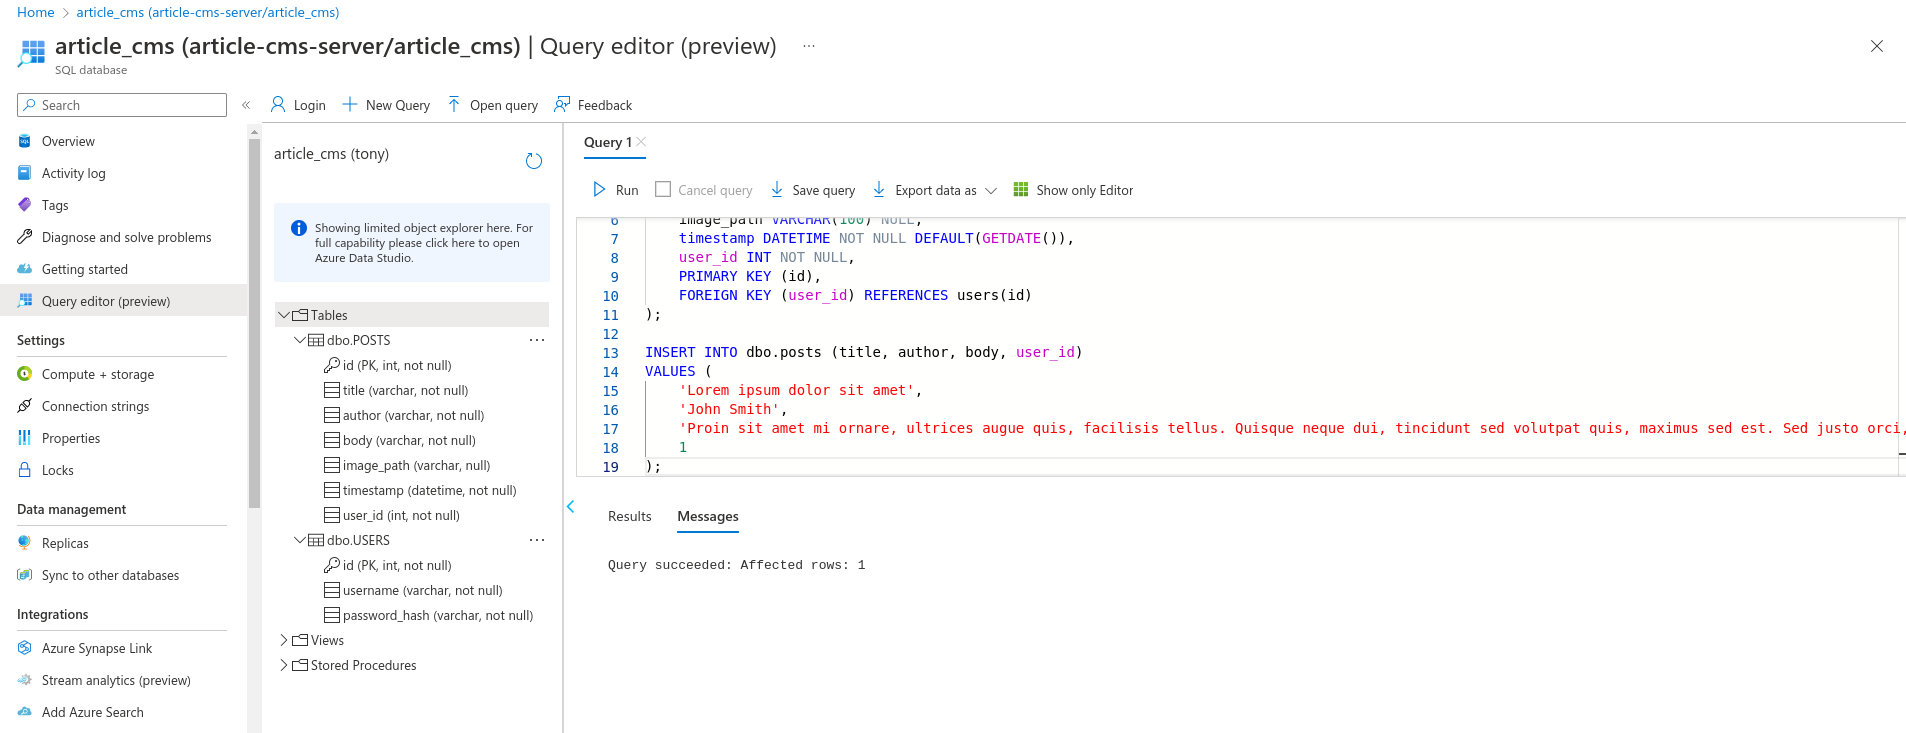 Home > article_cms (article-cms-server/article_cms)
article_cms (article-cms-server/article_cms) | Query editor (preview) ...
SQL database
Search
«
Login
New Query
Open query
Feedback
Overview
Activity log
Tags
Diagnose and solve problems
Getting started
Query editor (preview)
Settings
Compute + storage
Connection strings
Properties
Locks
Data management
Replicas
Sync to other databases
Integrations
Azure Synapse Link
Stream analytics (preview)
Add Azure Search
article_cms (tony)
Showing limited object explorer here. For
full capability please click here to open
Azure Data Studio.
Tables
dbo.POSTS ...
id (PK, int, not null)
title (varchar, not null)
author (varchar, not null)
body (varchar, not null)
image_path (varchar, null)
timestamp (datetime, not null)
user_id (int, not null)
dbo.USERS ...
id (PK, int, not null)
username (varchar, not null)
password_hash (varchar, not null)
Views
Stored Procedures
Query 1
Run
Cancel query
Save query
Export data as
Show only Editor
6 image_path VARCHAR(100) NULL,
7 timestamp DATETIME NOT NULL DEFAULT(GETDATE()),
8 user_id INT NOT NULL,
9 PRIMARY KEY (id),
10 FOREIGN KEY (user_id) REFERENCES users(id)
11 );
12
13 INSERT INTO dbo.posts (title, author, body, user_id)
14 VALUES (
15 'Lorem ipsum dolor sit amet',
16 'John Smith',
17 'Proin sit amet mi ornare, ultrices augue quis, facilisis tellus. Quisque neque dui, tincidunt sed volutpat quis, maximus sed est. Sed justo orci,
18 1
19 );
Results
Messages
Query succeeded: Affected rows: 1